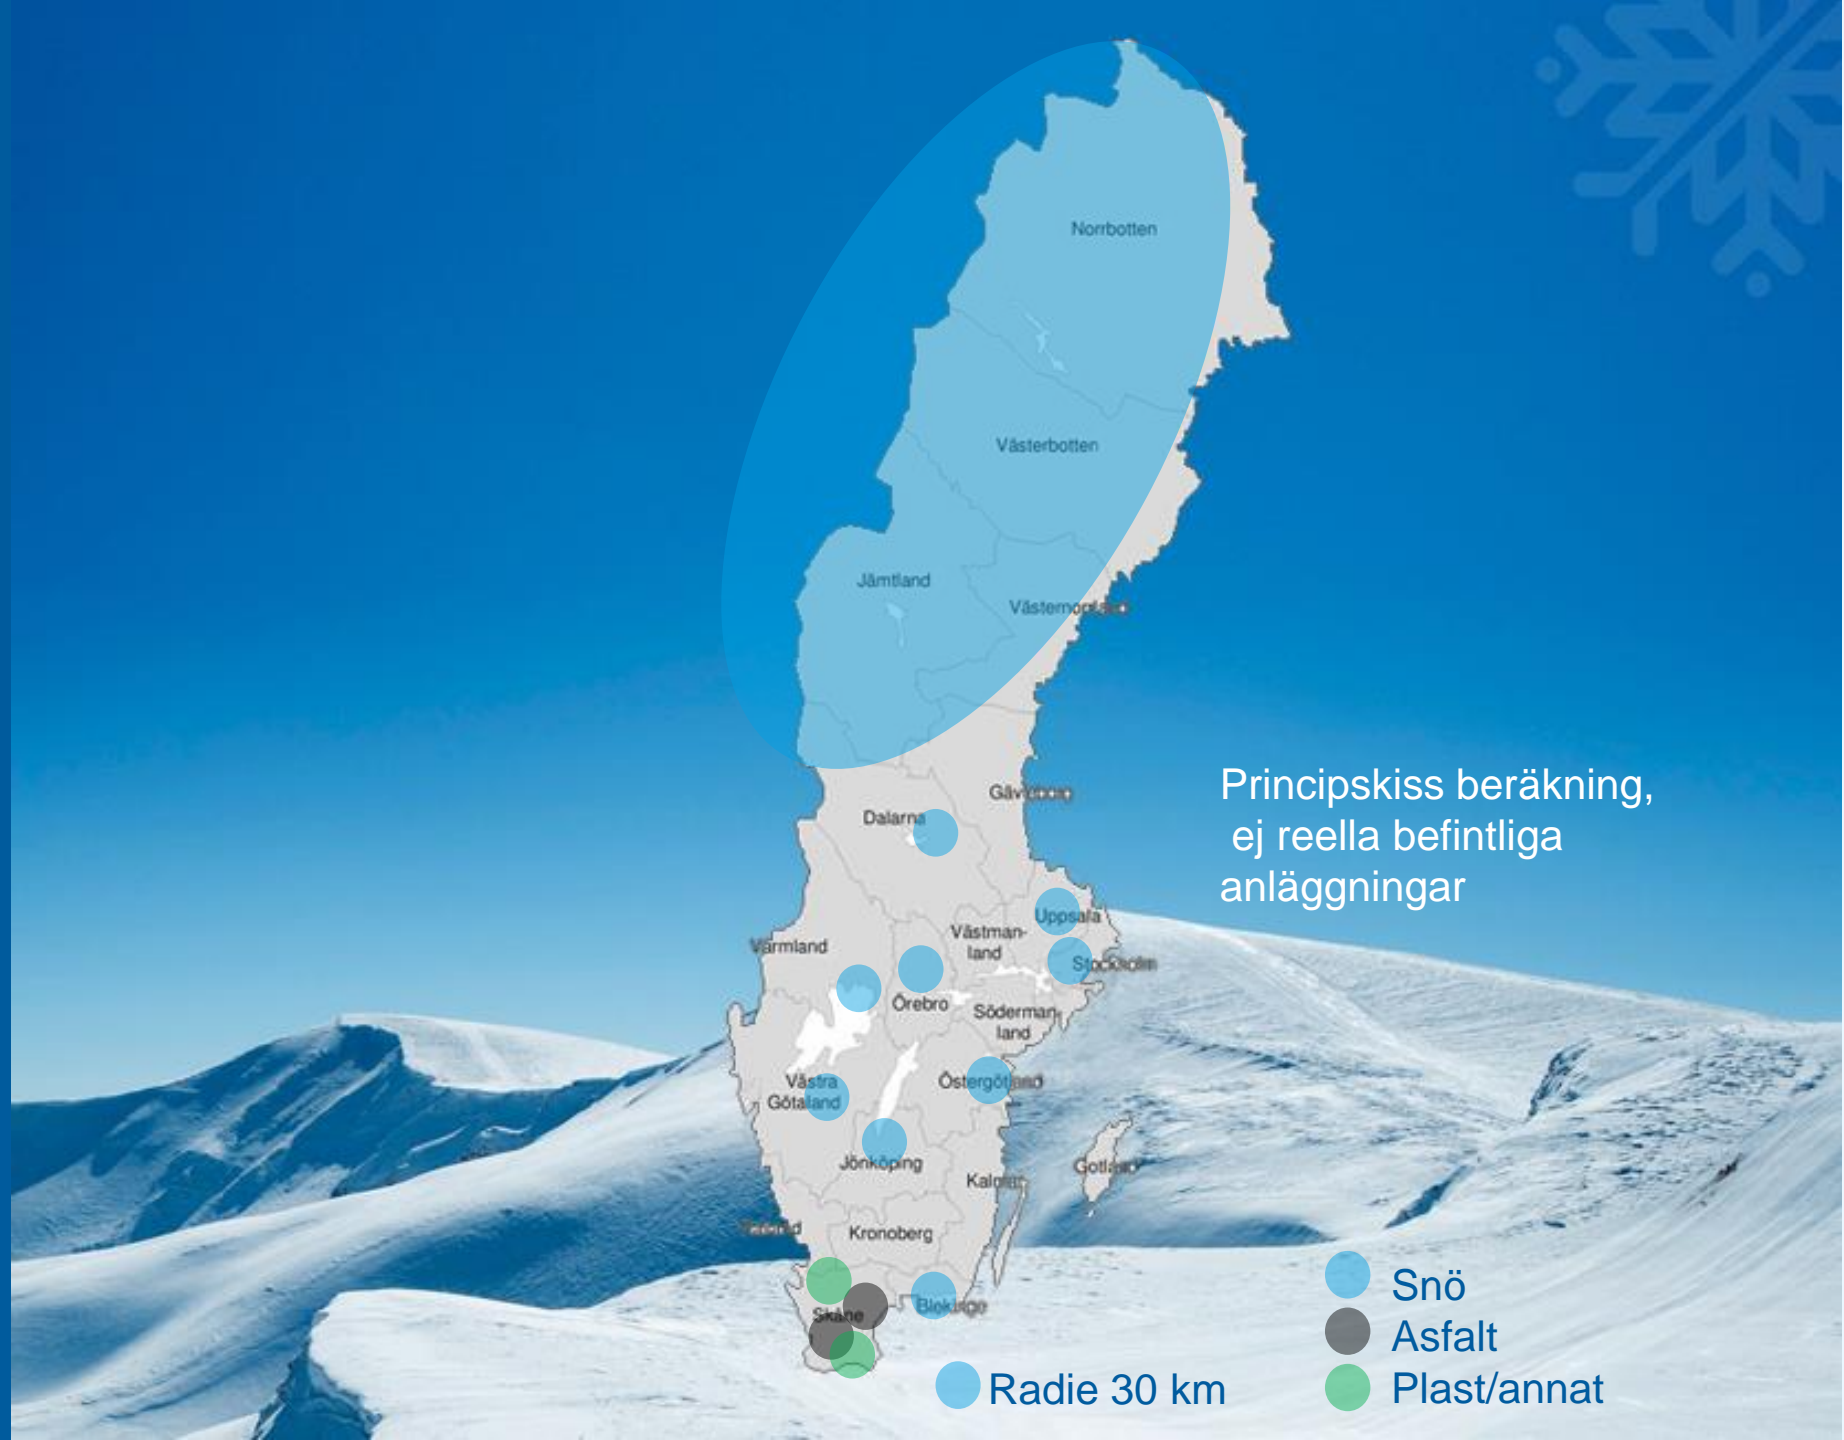 Norrbotten
Västerbotten
Jämtland
Västernorrland
Gävleborg
Dalarna
Uppsala
Västman-
land
Värmland
Stockholm
Örebro
Söderman-
land
Västra
Götaland
Östergötland
Jönköping
Gotland
Kalmar
Kronoberg
Blekinge
Skåne
Principskiss beräkning,
ej reella befintliga
anläggningar
Snö
Asfalt
Plast/annat
Radie 30 km